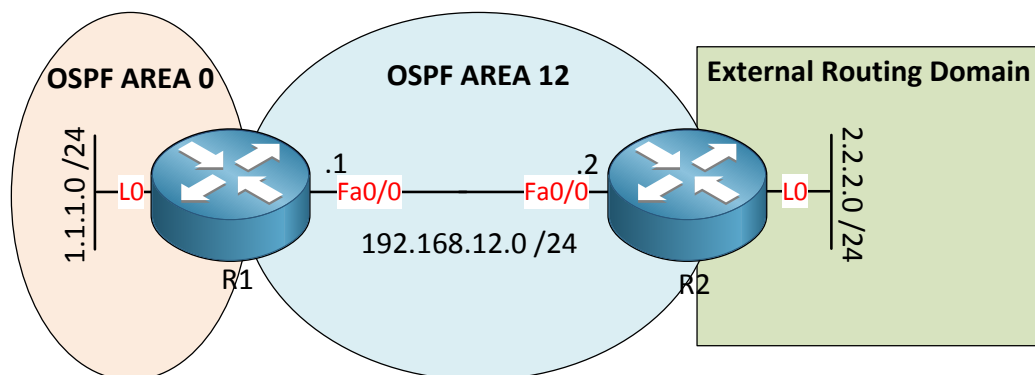 OSPF AREA 0
OSPF AREA 12
External Routing Domain
1.1.1.0 /24
L0
.1
Fa0/0
.2
Fa0/0
L0
2.2.2.0 /24
192.168.12.0 /24
R1
R2